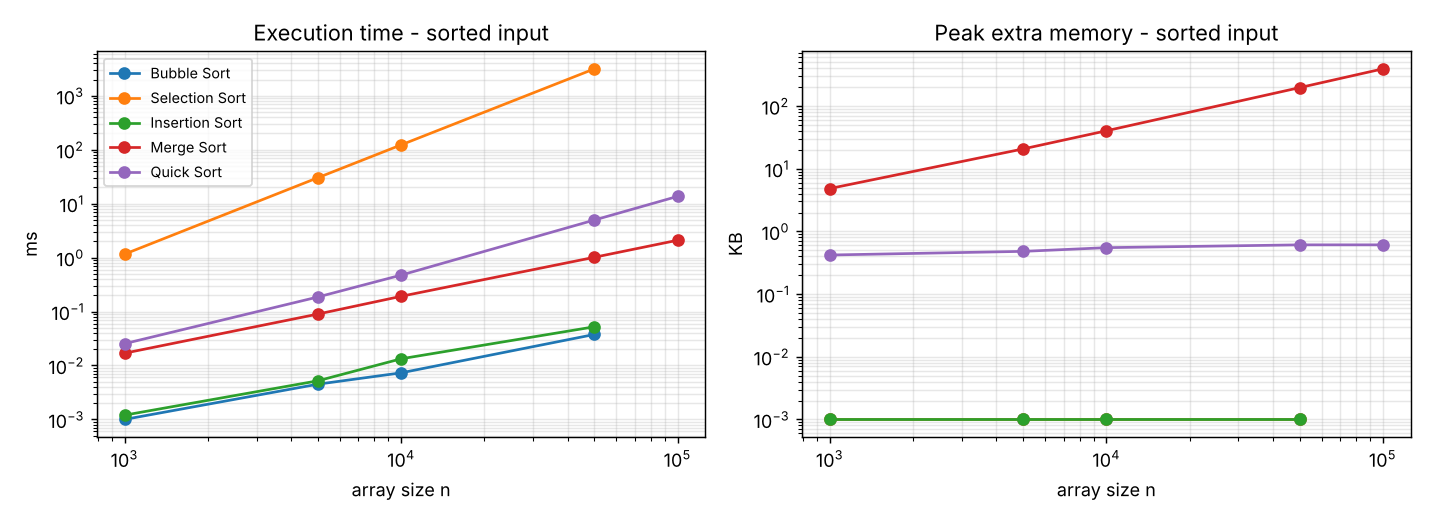 Execution time - sorted input
ms
10³
10²
10¹
10⁰
10⁻¹
10⁻²
10⁻³
Bubble Sort
Selection Sort
Insertion Sort
Merge Sort
Quick Sort
10³ 10⁴ 10⁵
array size n
Peak extra memory - sorted input
KB
10²
10¹
10⁰
10⁻¹
10⁻²
10⁻³
10³ 10⁴ 10⁵
array size n